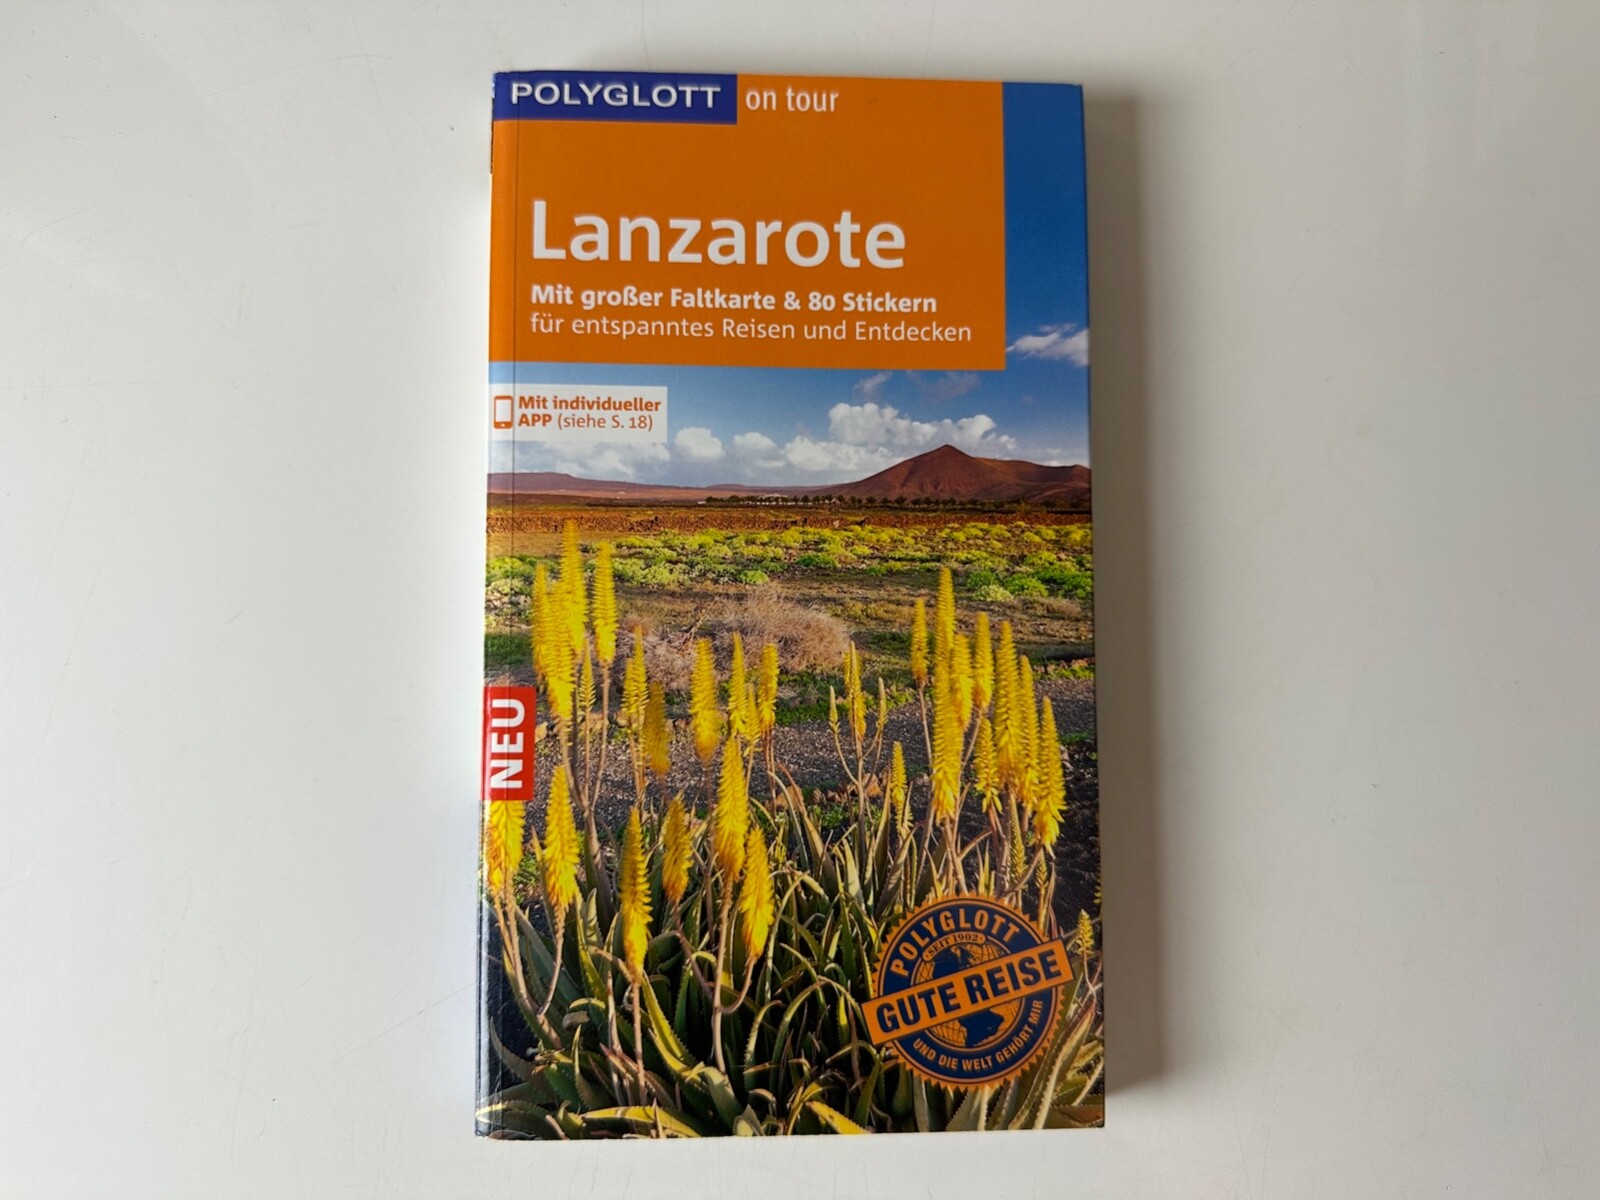 POLYGLOTT on tour
Lanzarote
Mit großer Faltkarte & 80 Stickern
für entspanntes Reisen und Entdecken
Mit individueller
APP (siehe S. 18)
NEU
POLYGLOTT
·SEIT 1902·
GUTE REISE
UND DIE WELT GEHÖRT MIR